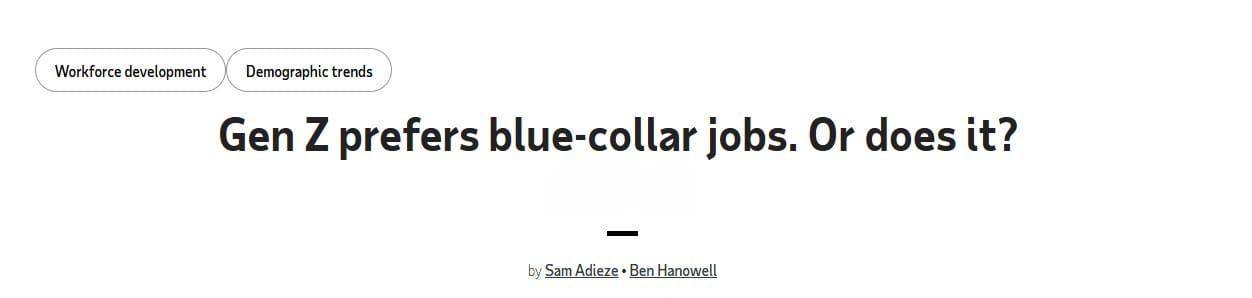 Workforce development Demographic trends
Gen Z prefers blue-collar jobs. Or does it?
by Sam Adieze • Ben Hanowell